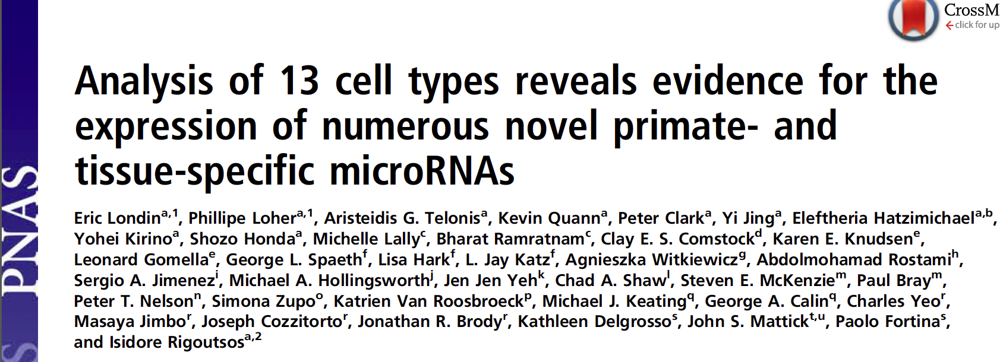 CrossM
click for up
Analysis of 13 cell types reveals evidence for the
expression of numerous novel primate- and
tissue-specific microRNAs
PNAS
Eric Londin^a,1, Phillipe Loher^a,1, Aristeidis G. Telonis^a, Kevin Quann^a, Peter Clark^a, Yi Jing^a, Eleftheria Hatzimichael^a,b,
Yohei Kirino^a, Shozo Honda^a, Michelle Lally^c, Bharat Ramratnam^c, Clay E. S. Comstock^d, Karen E. Knudsen^e,
Leonard Gomella^e, George L. Spaeth^f, Lisa Hark^f, L. Jay Katz^f, Agnieszka Witkiewicz^g, Abdolmohamad Rostami^h,
Sergio A. Jimenez^i, Michael A. Hollingsworth^j, Jen Jen Yeh^k, Chad A. Shaw^l, Steven E. McKenzie^m, Paul Bray^m,
Peter T. Nelson^n, Simona Zupo^o, Katrien Van Roosbroeck^p, Michael J. Keating^q, George A. Calin^q, Charles Yeo^r,
Masaya Jimbo^r, Joseph Cozzitorto^r, Jonathan R. Brody^r, Kathleen Delgrosso^s, John S. Mattick^t,u, Paolo Fortina^s,
and Isidore Rigoutsos^a,2
S